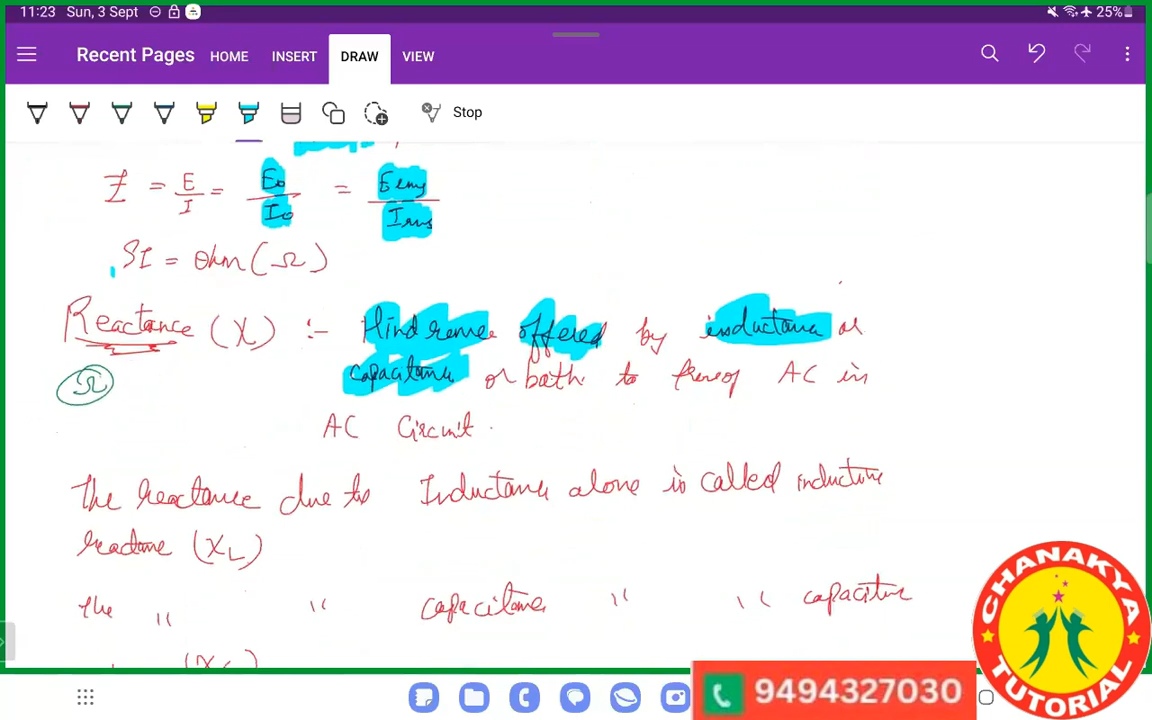 11:23 Sun, 3 Sept 25%
Recent Pages HOME INSERT DRAW VIEW
Stop
Z = E/I = E₀/I₀ = Erms/Irms
SI = Ohm (Ω)
Reactance (X) :- Hindrance offered by inductance or
Ω capacitance or both to of AC in
AC Circuit.
The reactance due to Inductance alone is called inductive
reactance (XL)
The " " capacitance " " capacitive
(XC)
CHANAKYA TUTORIAL
9494327030